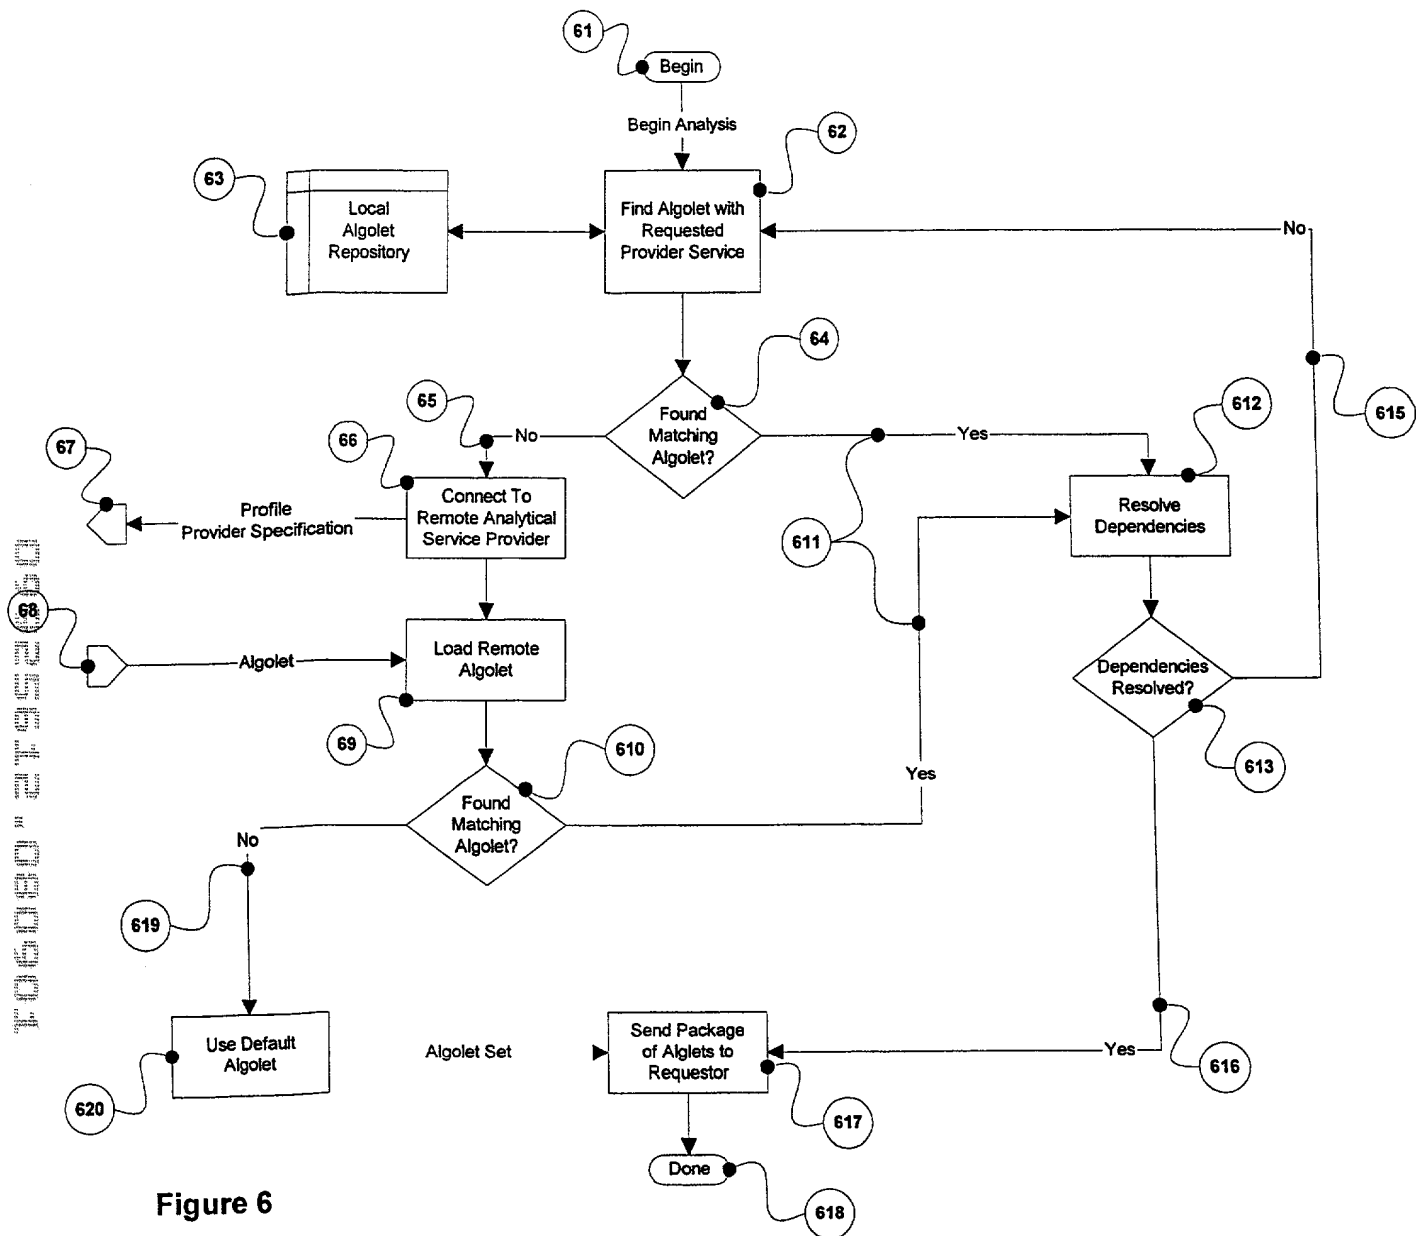 61
Begin
Begin Analysis
62
63
Local
Algolet
Repository
Find Algolet with
Requested
Provider Service
No
64
65
Found
Matching
Algolet?
No
Yes
612
615
66
67
Connect To
Remote Analytical
Service Provider
Profile
Provider Specification
Resolve
Dependencies
611
68
Algolet
Load Remote
Algolet
Dependencies
Resolved?
69
610
613
Yes
Found
Matching
Algolet?
No
619
Use Default
Algolet
Algolet Set
Send Package
of Alglets to
Requestor
Yes
616
620
617
Done
618
Figure 6